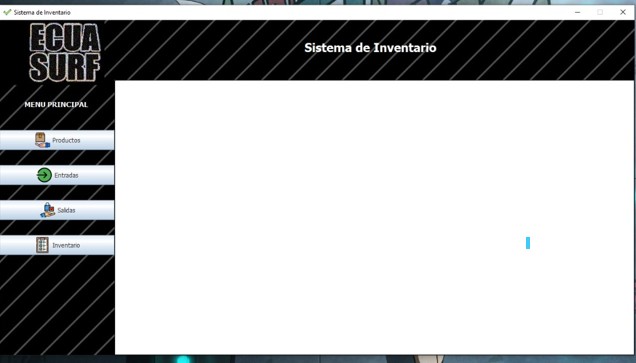 Sistema de Inventario
ECUA
SURF
Sistema de Inventario
MENU PRINCIPAL
Productos
Entradas
Salidas
Inventario